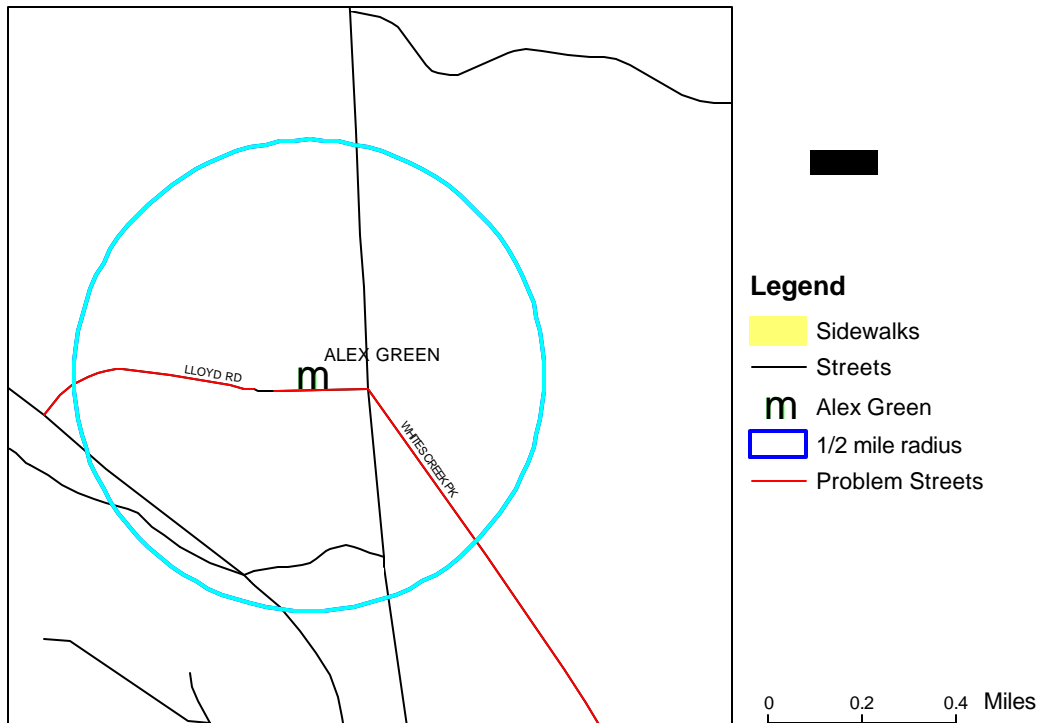 ALEX GREEN
m
LLOYD RD
WHITES CREEK PK
Legend
Sidewalks
Streets
m Alex Green
1/2 mile radius
Problem Streets
0 0.2 0.4 Miles